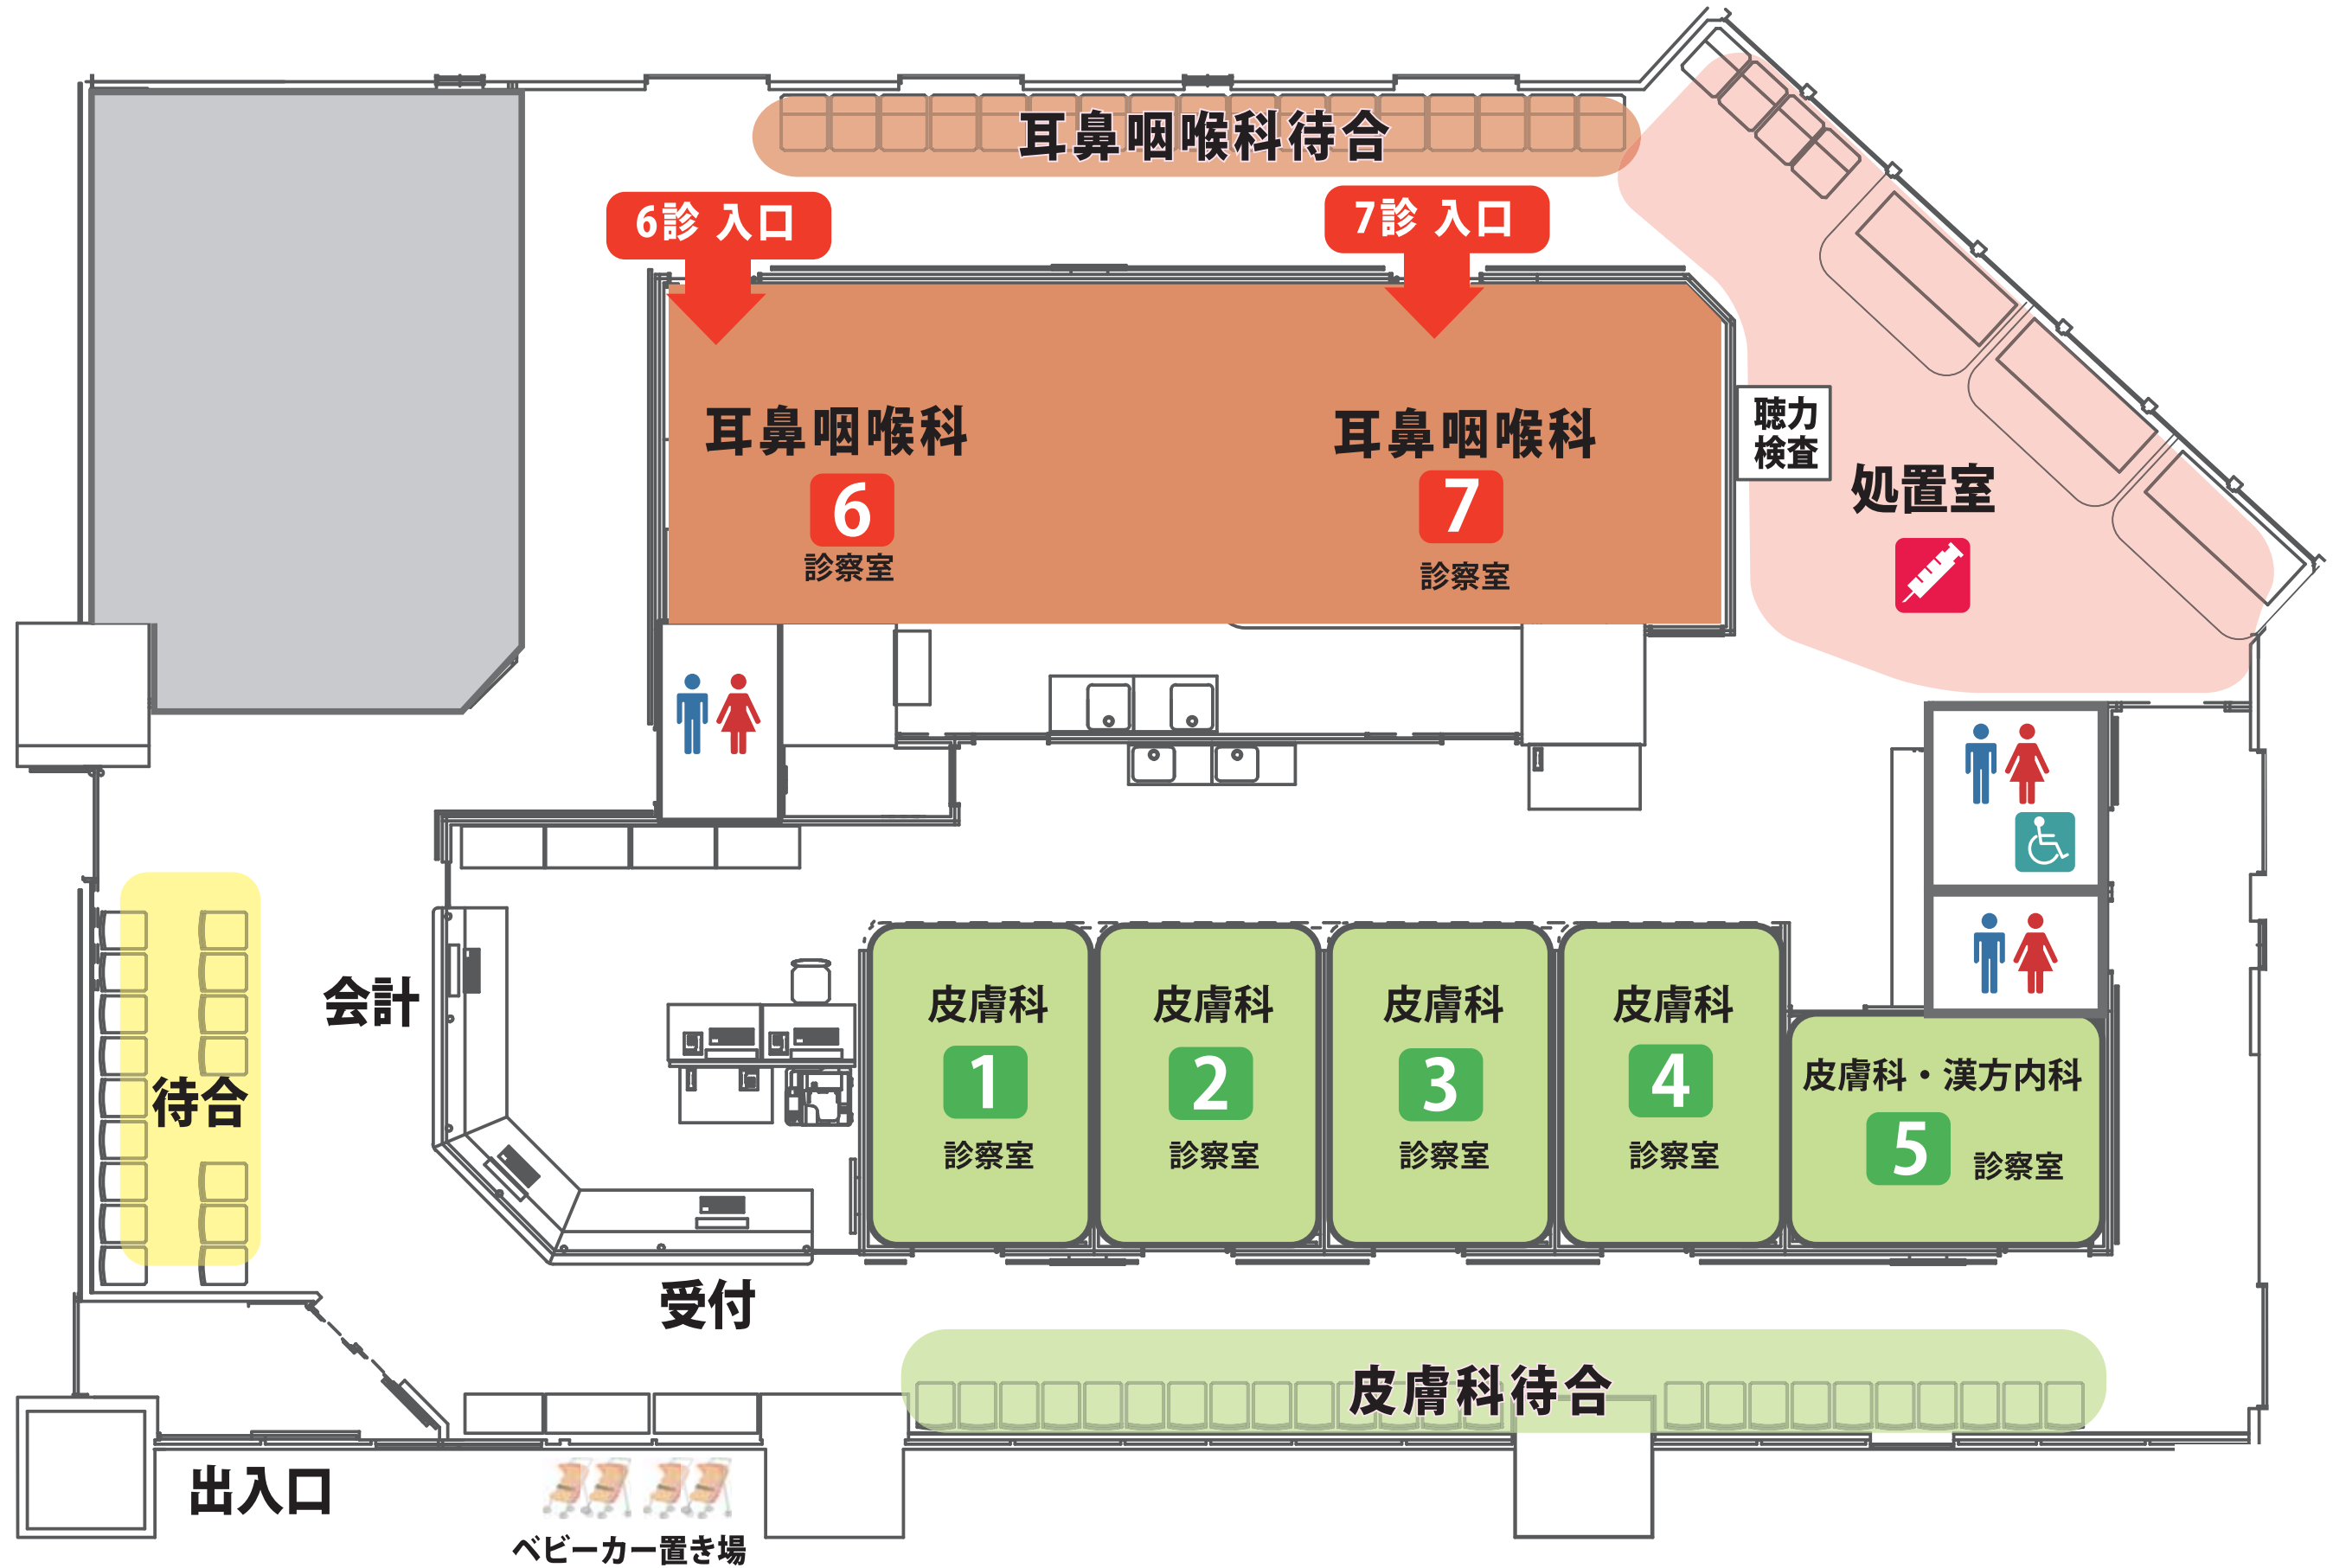 耳鼻咽喉科待合
6診 入口
7診 入口
耳鼻咽喉科
6
診察室
耳鼻咽喉科
7
診察室
聴力
検査
処置室
会計
待合
皮膚科
1
診察室
皮膚科
2
診察室
皮膚科
3
診察室
皮膚科
4
診察室
皮膚科・漢方内科
5
診察室
受付
皮膚科待合
出入口
ベビーカー置き場